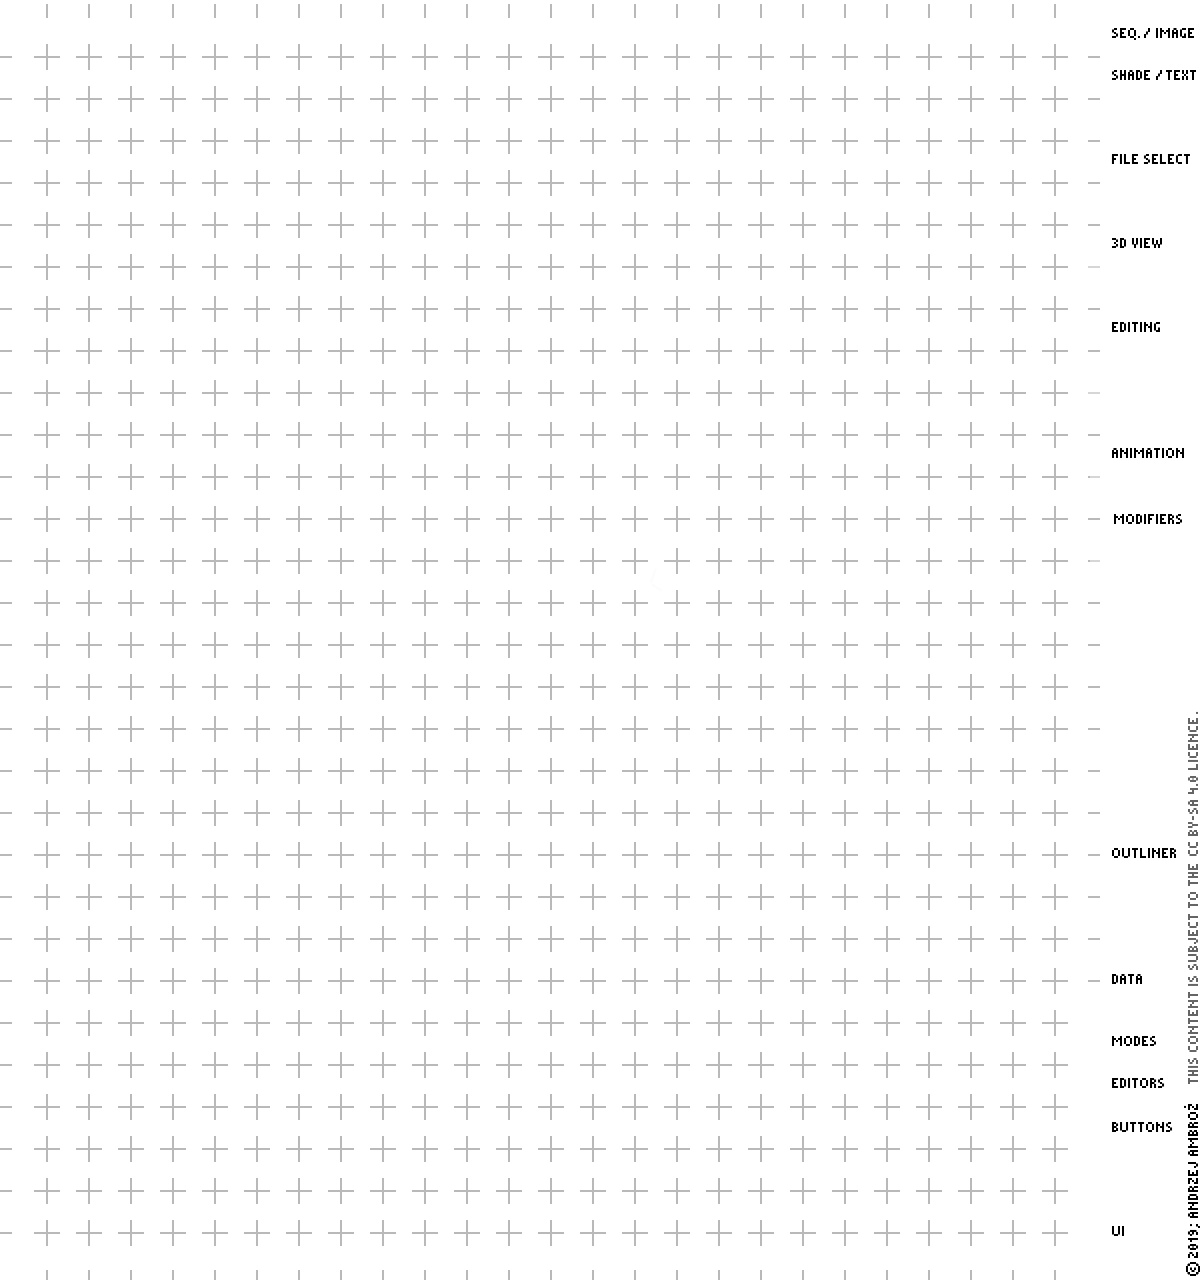 SEQ. / IMAGE
SHADE / TEXT
FILE SELECT
3D VIEW
EDITING
ANIMATION
MODIFIERS
OUTLINER
DATA
MODES
EDITORS
BUTTONS
UI
© 2019, ANDRZEJ AMBROŻ THIS CONTENT IS SUBJECT TO THE CC BY-SA 4.0 LICENCE.